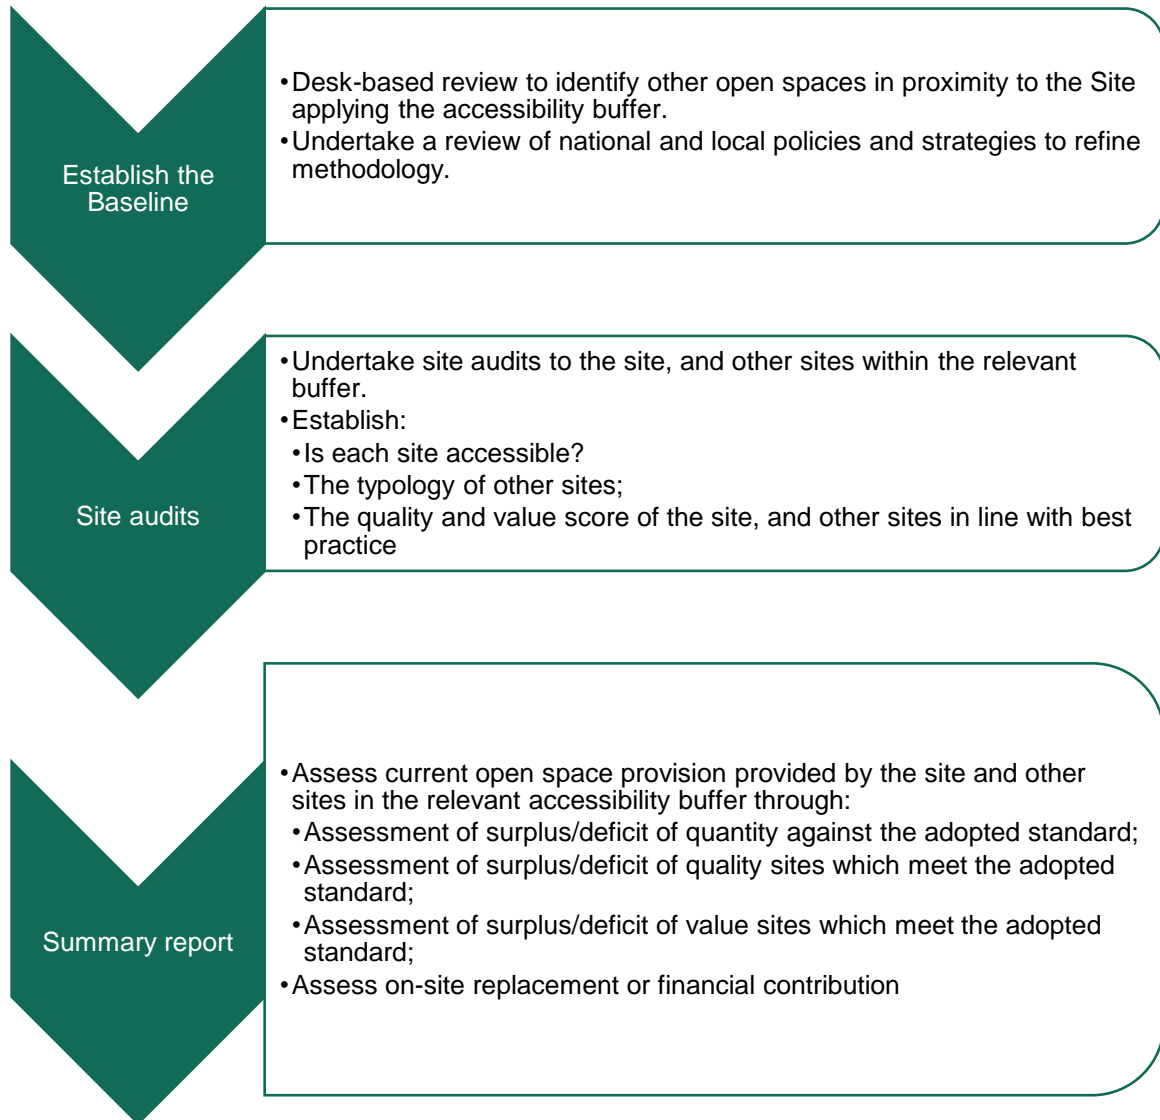 Establish the
Baseline
•Desk-based review to identify other open spaces in proximity to the Site
applying the accessibility buffer.
•Undertake a review of national and local policies and strategies to refine
methodology.
Site audits
•Undertake site audits to the site, and other sites within the relevant
buffer.
•Establish:
•Is each site accessible?
•The typology of other sites;
•The quality and value score of the site, and other sites in line with best
practice
Summary report
•Assess current open space provision provided by the site and other
sites in the relevant accessibility buffer through:
•Assessment of surplus/deficit of quantity against the adopted standard;
•Assessment of surplus/deficit of quality sites which meet the adopted
standard;
•Assessment of surplus/deficit of value sites which meet the adopted
standard;
•Assess on-site replacement or financial contribution